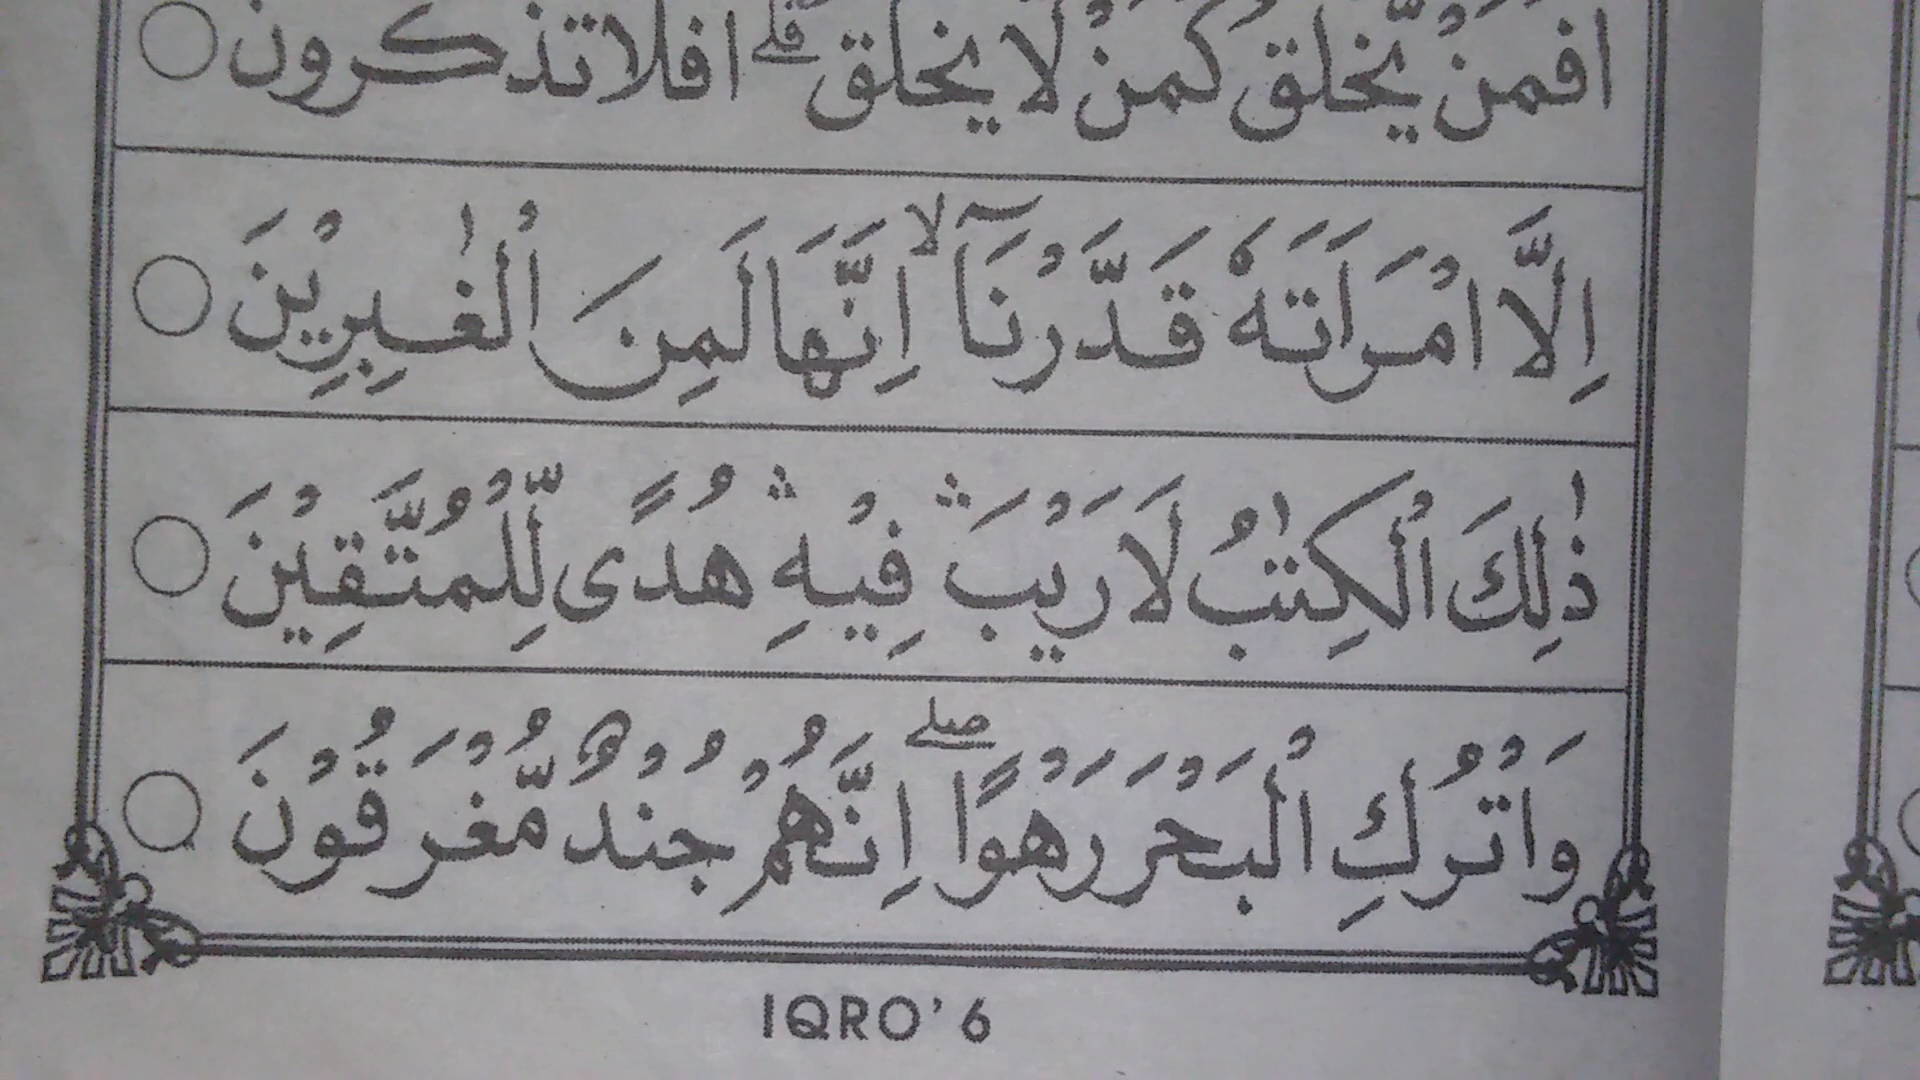 اَفَمَنْ يَّخْلُقُ كَمَنْ لَّا يَخْلُقُ ۗ اَفَلَا تَذَكَّرُوْنَ ○
اِلَّا امْرَاَتَهٗ قَدَّرْنَآ ۙ اِنَّهَا لَمِنَ الْغٰبِرِيْنَ ○
ذٰلِكَ الْكِتٰبُ لَا رَيْبَ ۛ فِيْهِ ۛ هُدًى لِّلْمُتَّقِيْنَ ○
وَاتْرُكِ الْبَحْرَ رَهْوًا ۖ اِنَّهُمْ جُنْدٌ مُّغْرَقُوْنَ ○
IQRO' 6